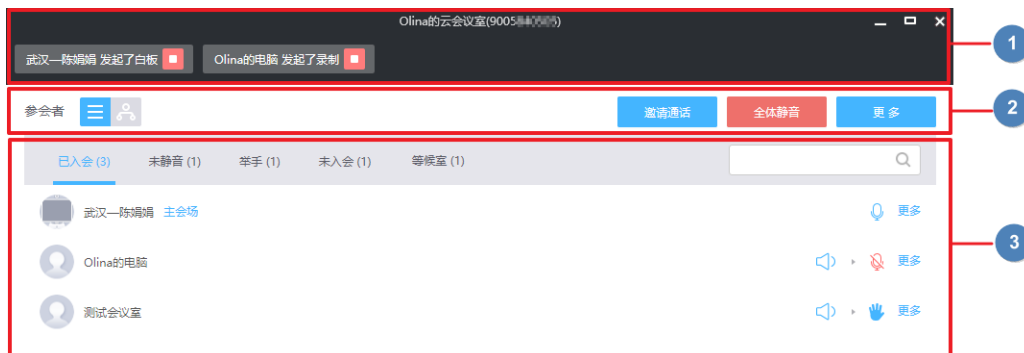 Olina的云会议室(9005
武汉—陈娟娟 发起了白板 Olina的电脑 发起了录制
1
参会者 邀请通话 全体静音 更多
2
已入会 (3) 未静音 (1) 举手 (1) 未入会 (1) 等候室 (1)
武汉—陈娟娟 主会场 更多
Olina的电脑 更多
3
测试会议室 更多